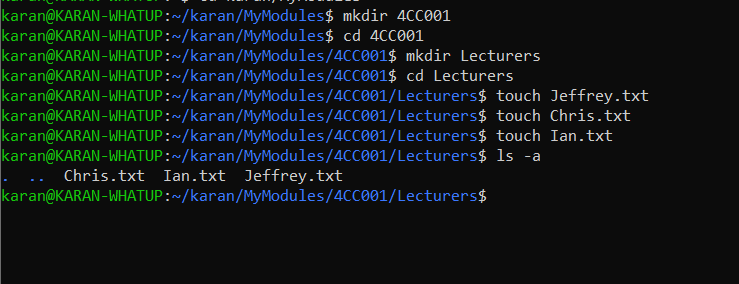 karan@KARAN-WHATUP:~/karan/MyModules$ mkdir 4CC001
karan@KARAN-WHATUP:~/karan/MyModules$ cd 4CC001
karan@KARAN-WHATUP:~/karan/MyModules/4CC001$ mkdir Lecturers
karan@KARAN-WHATUP:~/karan/MyModules/4CC001$ cd Lecturers
karan@KARAN-WHATUP:~/karan/MyModules/4CC001/Lecturers$ touch Jeffrey.txt
karan@KARAN-WHATUP:~/karan/MyModules/4CC001/Lecturers$ touch Chris.txt
karan@KARAN-WHATUP:~/karan/MyModules/4CC001/Lecturers$ touch Ian.txt
karan@KARAN-WHATUP:~/karan/MyModules/4CC001/Lecturers$ ls -a
.  ..  Chris.txt  Ian.txt  Jeffrey.txt
karan@KARAN-WHATUP:~/karan/MyModules/4CC001/Lecturers$